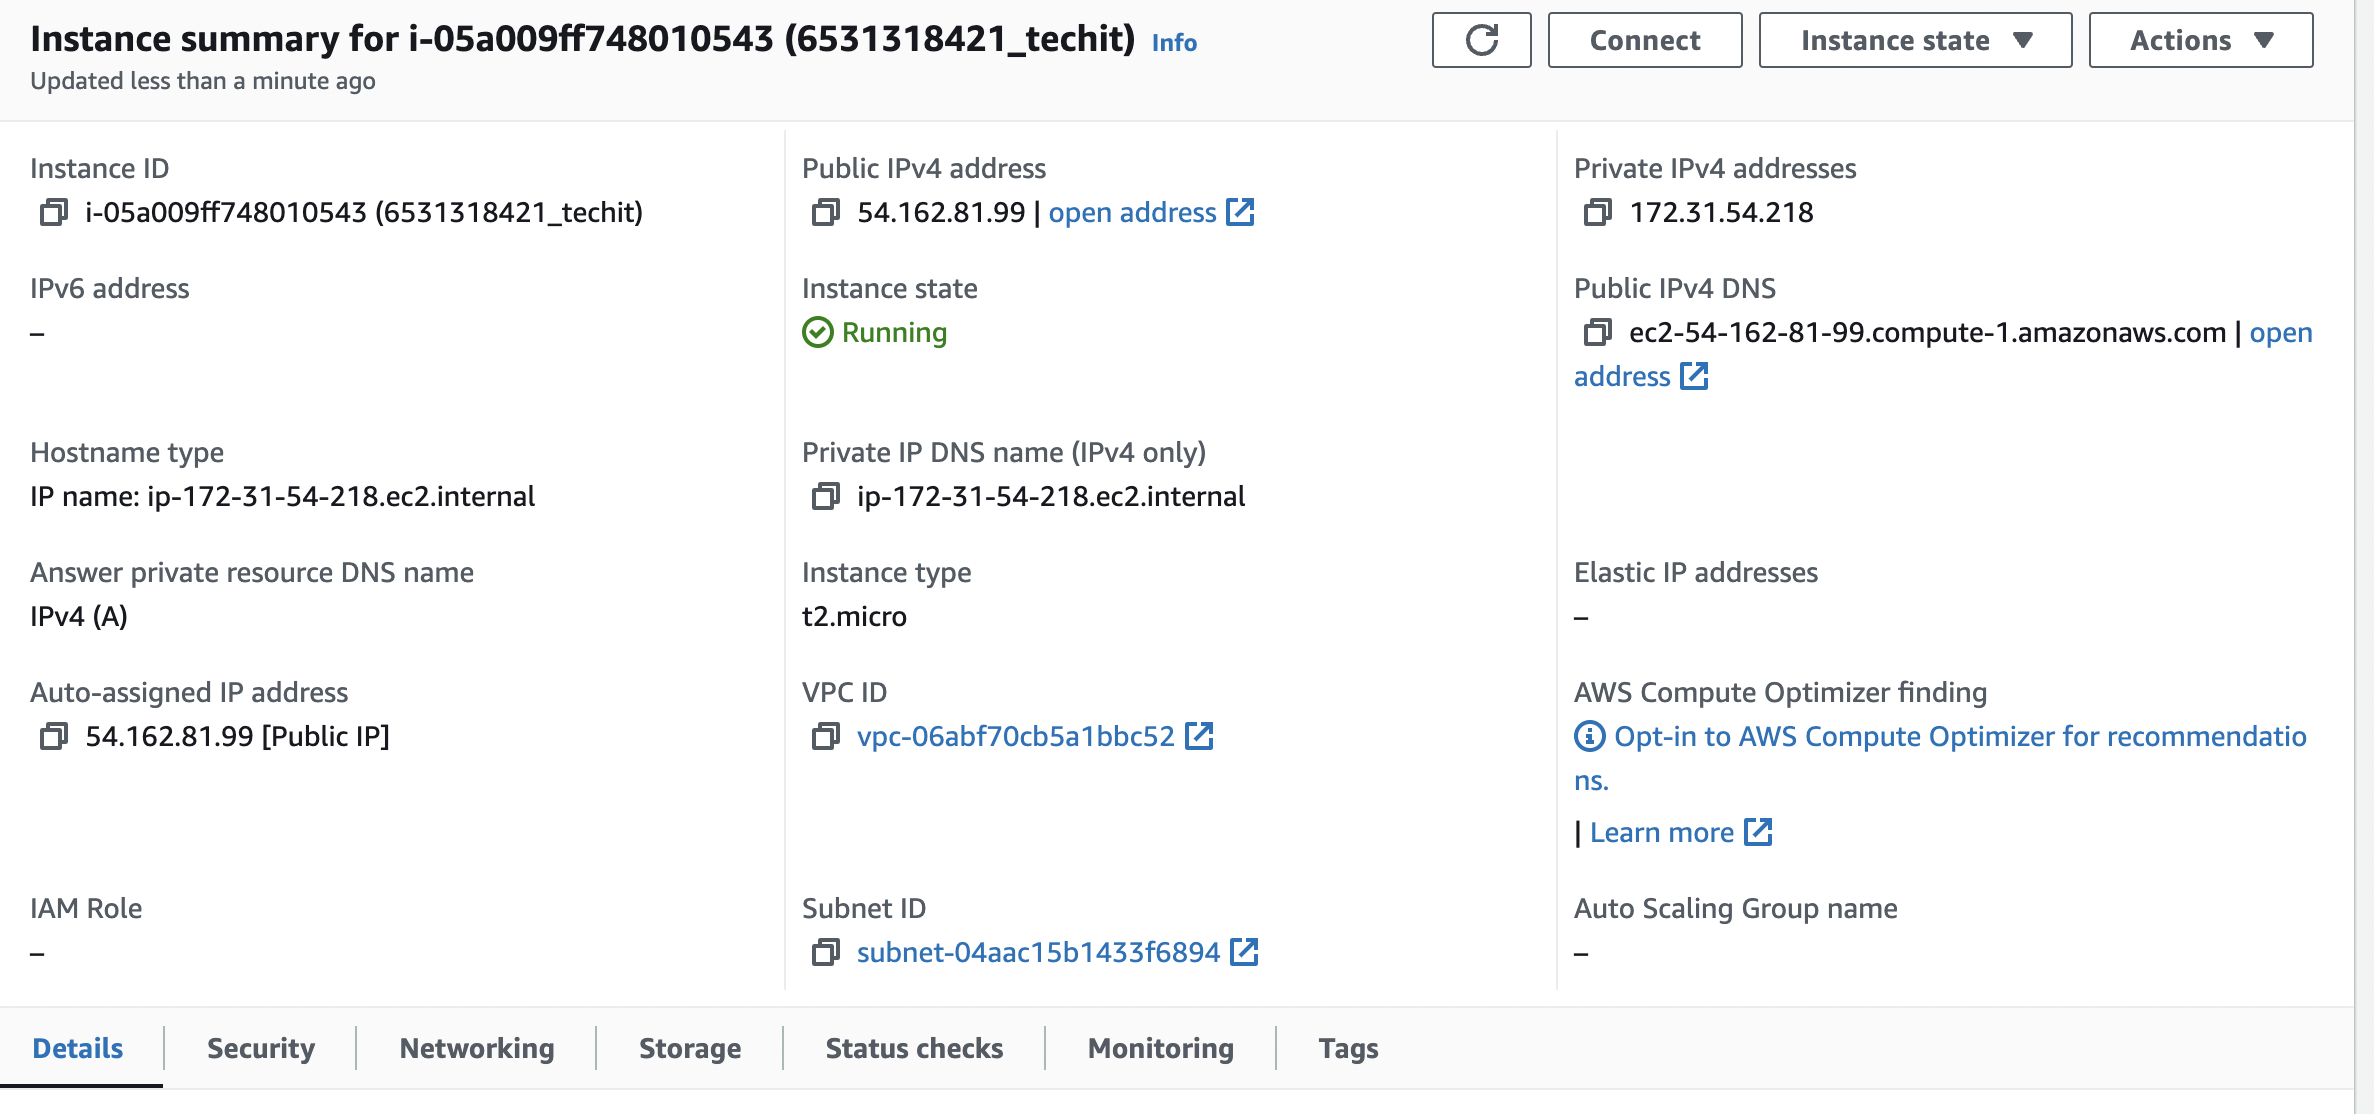 Instance summary for i-05a009ff748010543 (6531318421_techit) Info
Updated less than a minute ago
Connect
Instance state
Actions
Instance ID
i-05a009ff748010543 (6531318421_techit)
Public IPv4 address
54.162.81.99 | open address
Private IPv4 addresses
172.31.54.218
IPv6 address
–
Instance state
Running
Public IPv4 DNS
ec2-54-162-81-99.compute-1.amazonaws.com | open
address
Hostname type
IP name: ip-172-31-54-218.ec2.internal
Private IP DNS name (IPv4 only)
ip-172-31-54-218.ec2.internal
Answer private resource DNS name
IPv4 (A)
Instance type
t2.micro
Elastic IP addresses
–
Auto-assigned IP address
54.162.81.99 [Public IP]
VPC ID
vpc-06abf70cb5a1bbc52
AWS Compute Optimizer finding
Opt-in to AWS Compute Optimizer for recommendatio
ns.
| Learn more
IAM Role
–
Subnet ID
subnet-04aac15b1433f6894
Auto Scaling Group name
–
Details
Security
Networking
Storage
Status checks
Monitoring
Tags